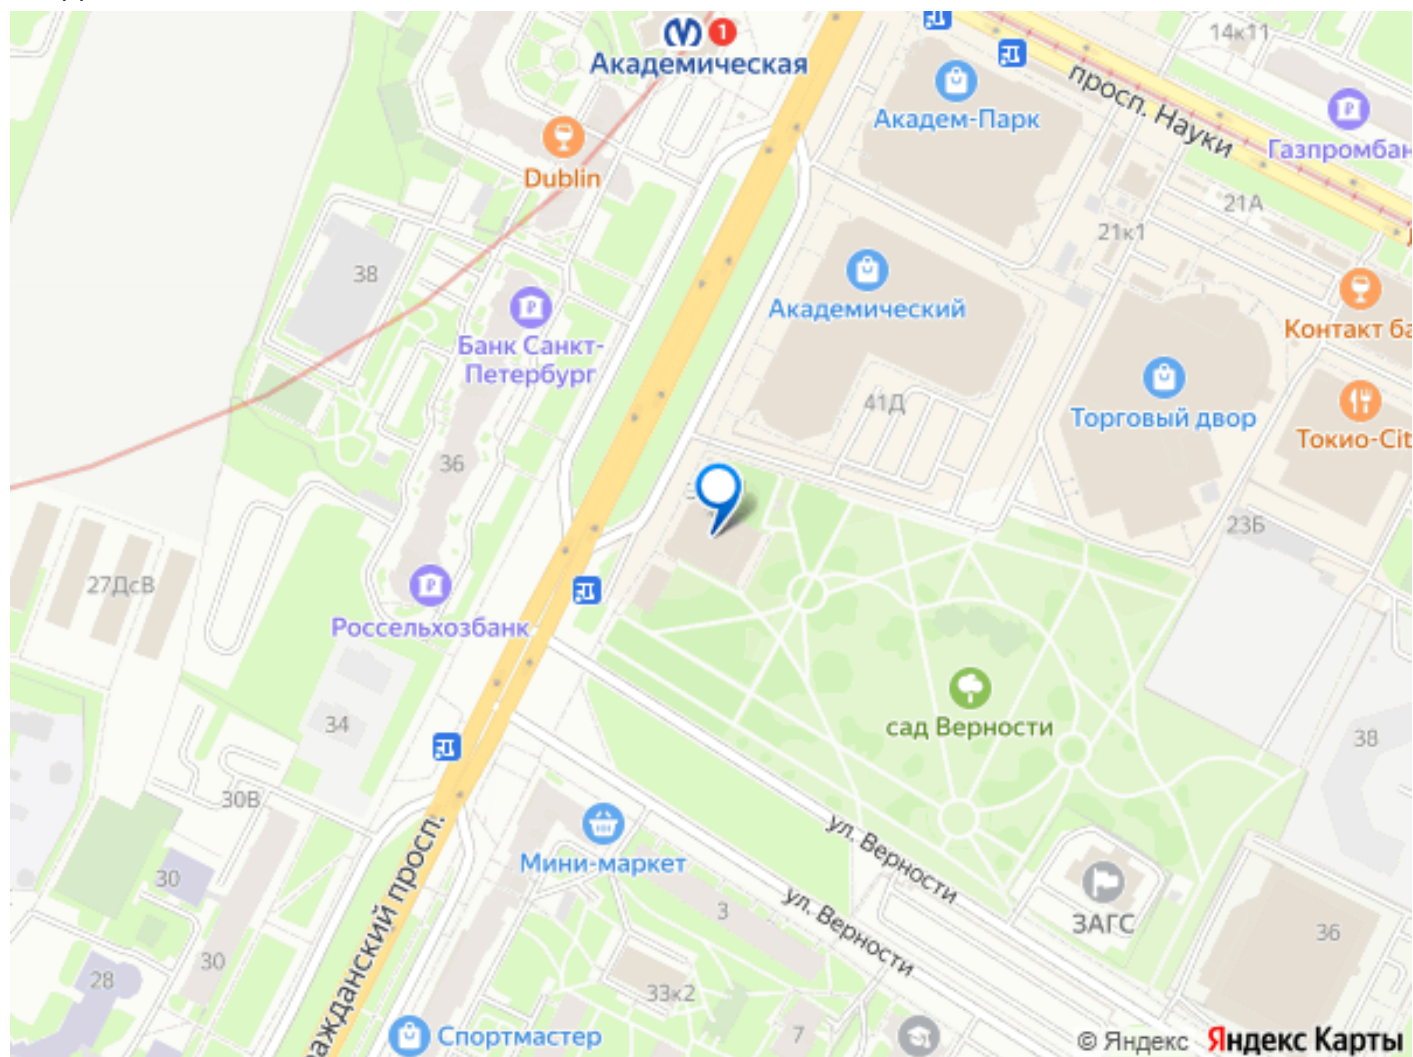 14к11
1
Академическая
просп. Науки
Академ-Парк
Газпромбан
Dublin
21А
21к1
38
Академический
Контакт ба
Банк Санкт-
Петербург
41Д
Торговый двор
Токио-Cit
36
23Б
27ДсВ
Россельхозбанк
сад Верности
34
38
30В
ул. Верности
Мини-маркет
30
3
ул. Верности
ЗАГС
36
ажданский просп.
30
28
33к2
7
Спортмастер
© Яндекс Яндекс Карты